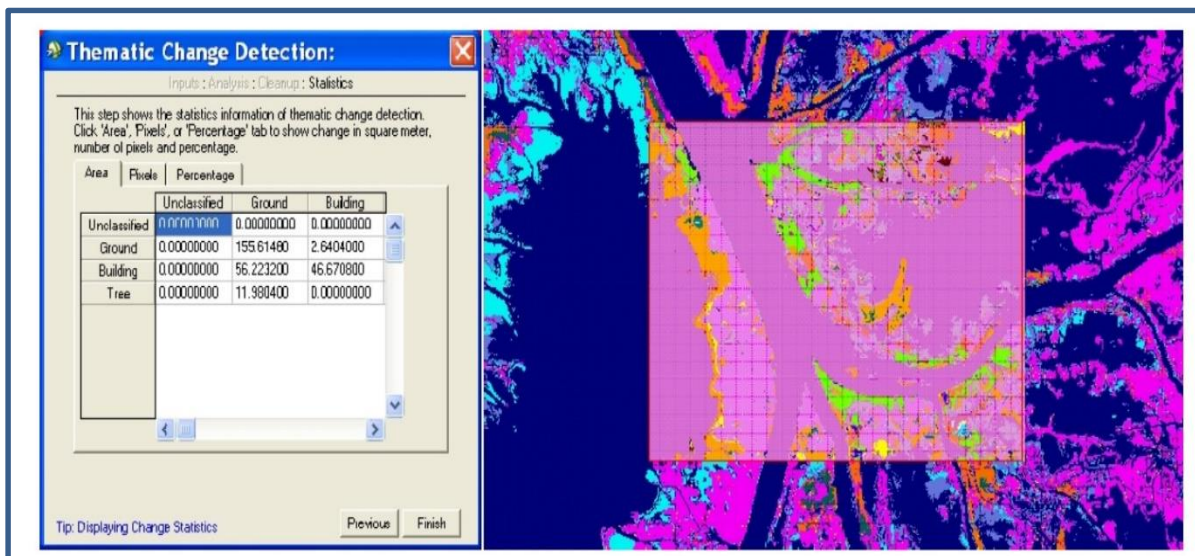 Thematic Change Detection:
Inputs : Analysis : Cleanup : Statistics
This step shows the statistics information of thematic change detection.
Click 'Area', 'Pixels', or 'Percentage' tab to show change in square meter,
number of pixels and percentage.
Area Pixels Percentage
Unclassified Ground Building
Unclassified 0.00000000 0.00000000 0.00000000
Ground 0.00000000 155.61460 2.6404000
Building 0.00000000 56.223200 46.670800
Tree 0.00000000 11.980400 0.00000000
Tip: Displaying Change Statistics
Previous Finish